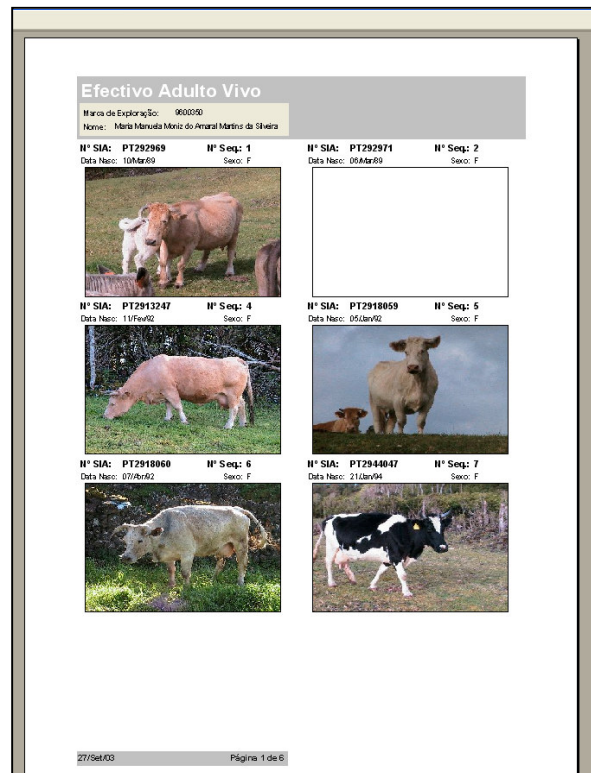 Efectivo Adulto Vivo
Marca de Exploração: 9600350
Nome: Maria Manuela Moniz do Amaral Martins da Silveira
Nº SIA: PT292969 Nº Seq.: 1 Nº SIA: PT292971 Nº Seq.: 2
Data Nasc: 10/Mar/89 Sexo: F Data Nasc: 06/Mar/89 Sexo: F
Nº SIA: PT2913247 Nº Seq.: 4 Nº SIA: PT2918059 Nº Seq.: 5
Data Nasc: 11/Fev/92 Sexo: F Data Nasc: 05/Jan/92 Sexo: F
Nº SIA: PT2918060 Nº Seq.: 6 Nº SIA: PT2944047 Nº Seq.: 7
Data Nasc: 07/Abr/92 Sexo: F Data Nasc: 21/Jan/94 Sexo: F
27/Set/03 Página 1 de 6